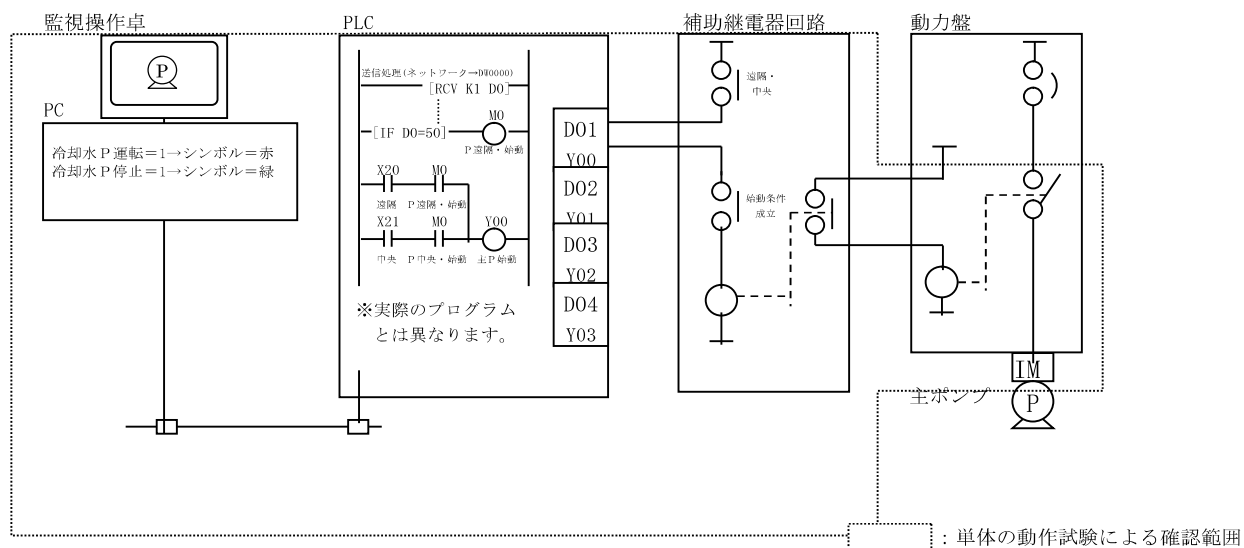 監視操作卓
PLC
補助継電器回路
動力盤
P
PC
冷却水P運転＝1→シンボル＝赤
冷却水P停止＝1→シンボル＝緑
送信処理(ネットワーク→DW0000)
[RCV K1 D0]
[IF D0=50]
M0
P遠隔・始動
X20
M0
遠隔
P遠隔・始動
X21
M0
Y00
中央
P中央・始動
主P始動
※実際のプログラム
とは異なります。
DO1
Y00
DO2
Y01
DO3
Y02
DO4
Y03
遠隔・
中央
始動条件
成立
IM
主ポンプ
P
：単体の動作試験による確認範囲